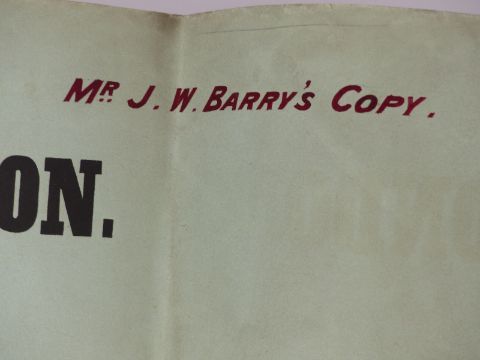 MR. J. W. BARRY'S COPY.
ON.